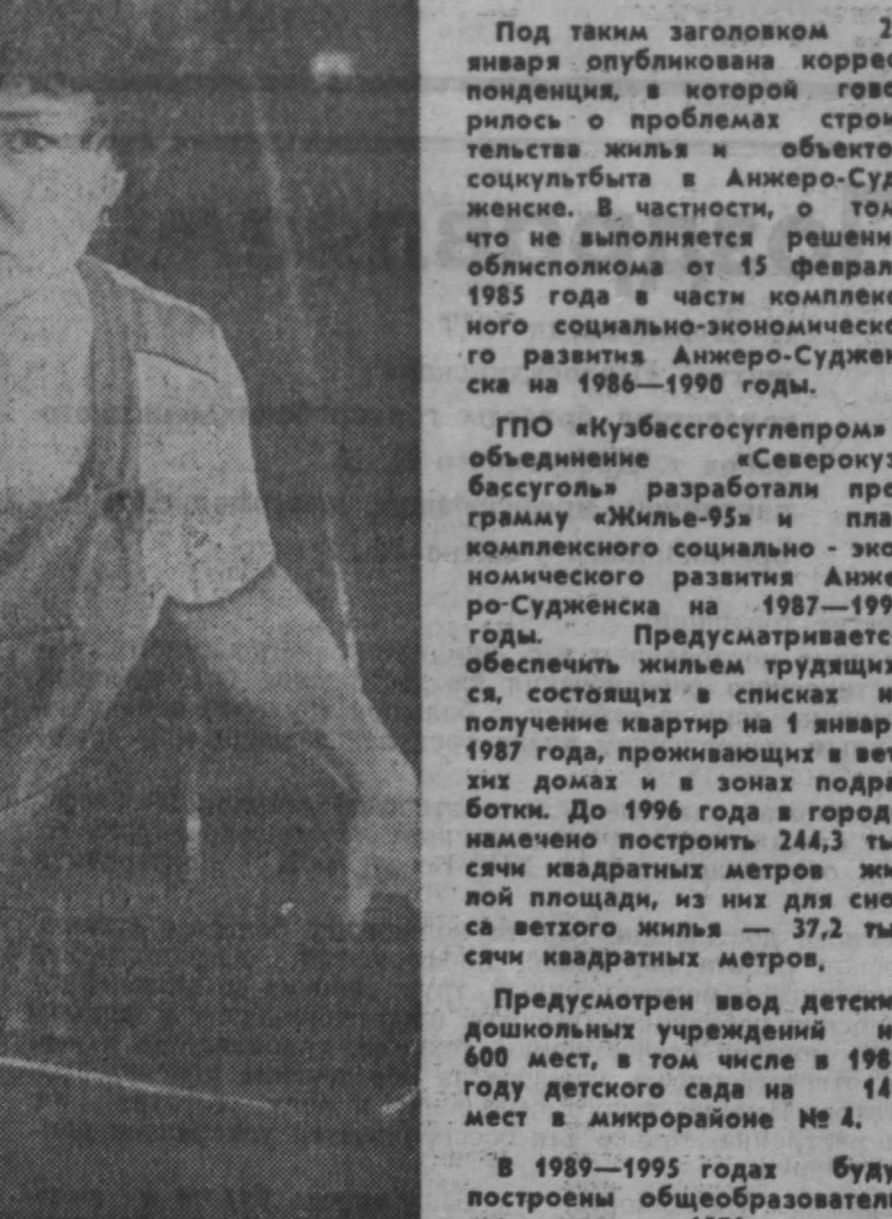 Под таким заголовком 2
января опубликована коррес
понденция, в которой гово
рилось о проблемах строи
тельства жилья и объекто
соцкультбыта в Анжеро-Суд
женске. В частности, о том
что не выполняется решени
облисполкома от 15 феврал
1985 года в части комплекс
ного социально-экономическо
го развития Анжеро-Суджен
ска на 1986—1990 годы.
ГПО «Кузбассгосуглепром»
объединение «Северокуз
бассуголь» разработали про
грамму «Жилье-95» и пла
комплексного социально - эко
номического развития Анже
ро-Судженска на 1987—199
годы. Предусматриваетс
обеспечить жильем трудящих
ся, состоящих в списках н
получение квартир на 1 январ
1987 года, проживающих в вет
хих домах и в зонах подра
ботки. До 1996 года в город
намечено построить 244,3 ты
сячи квадратных метров жи
лой площади, из них для сно
са ветхого жилья — 37,2 ты
сячи квадратных метров.
Предусмотрен ввод детски
дошкольных учреждений н
600 мест, в том числе в 198
году детского сада на 14
мест в микрорайоне № 4.
В 1989—1995 годах буду
построены общеобразовател